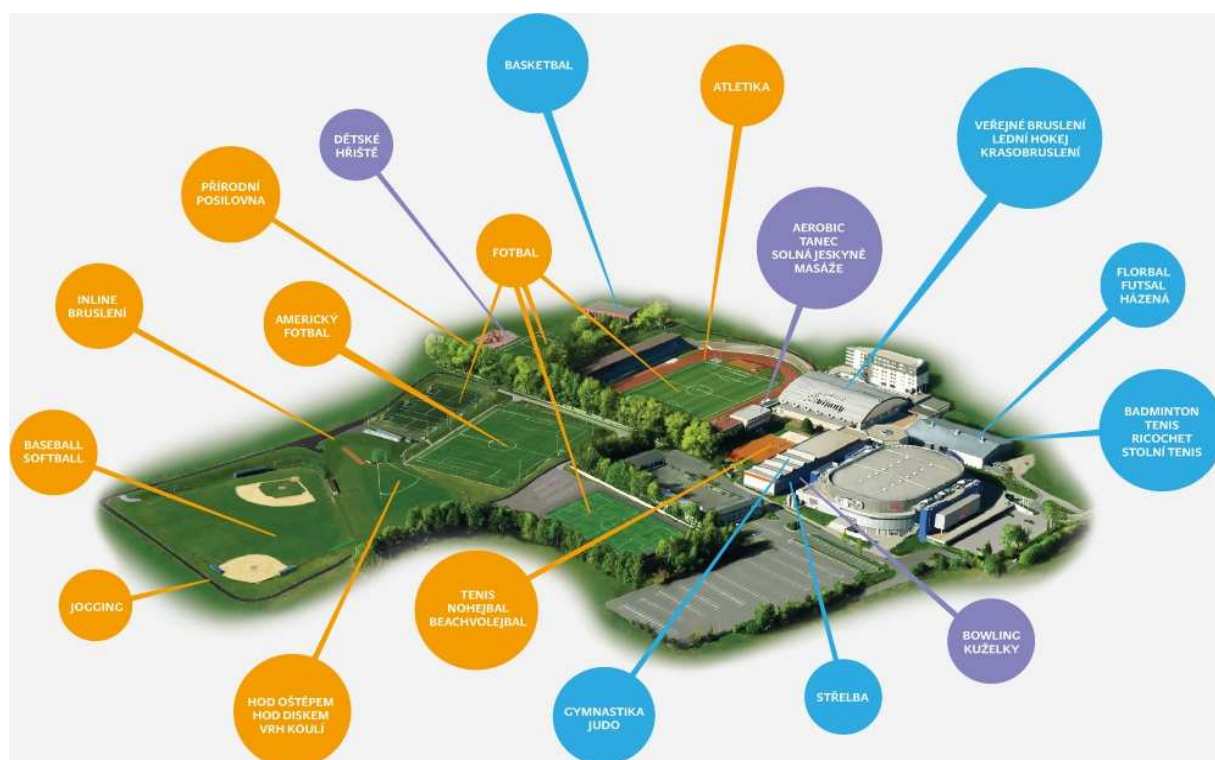 BASKETBAL
ATLETIKA
VEŘEJNÉ BRUSLENÍ
LEDNÍ HOKEJ
KRASOBRUSLENÍ
DĚTSKÉ
HŘIŠTĚ
PŘÍRODNÍ
POSILOVNA
AEROBIC
TANEC
SOLNÁ JESKYNĚ
MASÁŽE
FOTBAL
FLORBAL
FUTSAL
HÁZENÁ
INLINE
BRUSLENÍ
AMERICKÝ
FOTBAL
BADMINTON
TENIS
RICOCHET
STOLNÍ TENIS
BASEBALL
SOFTBALL
JOGGING
TENIS
NOHEJBAL
BEACHVOLEJBAL
BOWLING
KUŽELKY
HOD OŠTĚPEM
HOD DISKEM
VRH KOULÍ
GYMNASTIKA
JUDO
STŘELBA